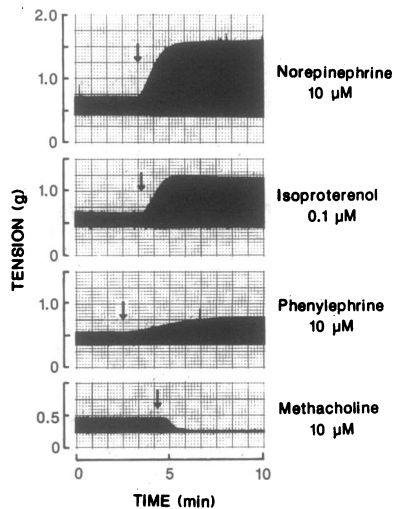 2.0
1.0
0
Norepinephrine
10 µM
1.0
0
Isoproterenol
0.1 µM
TENSION (g)
1.0
0
Phenylephrine
10 µM
0.5
0
Methacholine
10 µM
0
5
10
TIME (min)